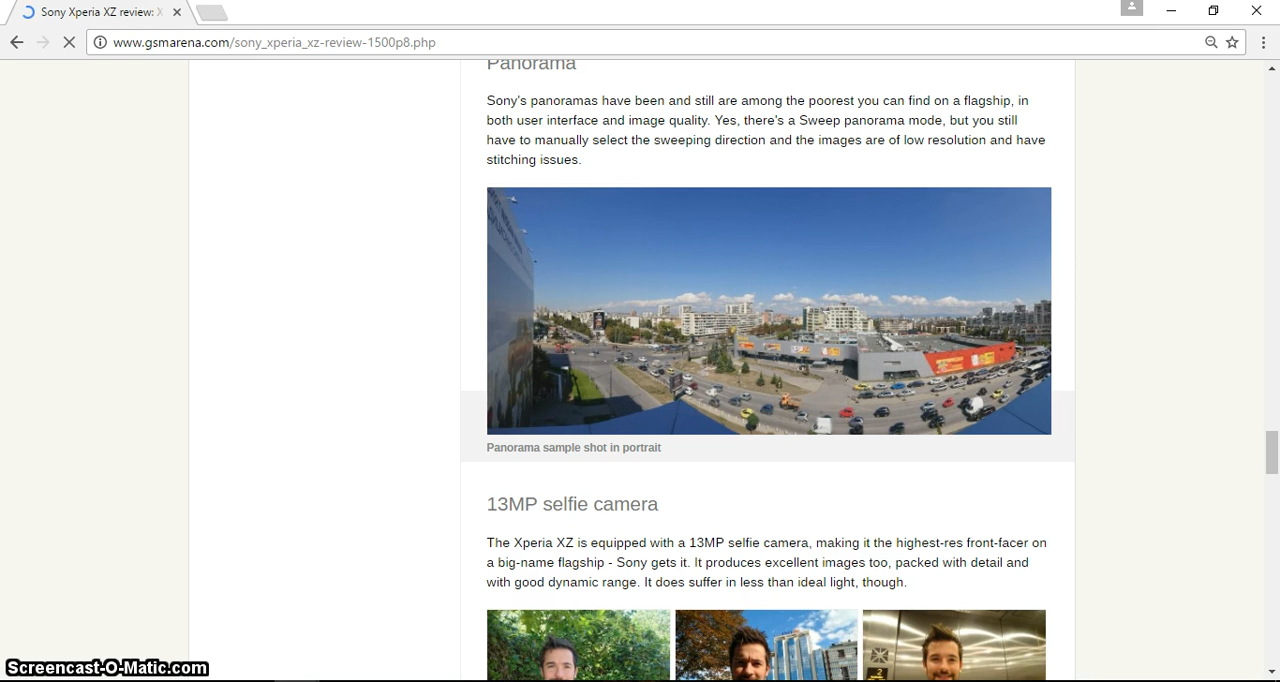 Sony Xperia XZ review: X
www.gsmarena.com/sony_xperia_xz-review-1500p8.php
Panorama
Sony's panoramas have been and still are among the poorest you can find on a flagship, in
both user interface and image quality. Yes, there's a Sweep panorama mode, but you still
have to manually select the sweeping direction and the images are of low resolution and have
stitching issues.
Panorama sample shot in portrait
13MP selfie camera
The Xperia XZ is equipped with a 13MP selfie camera, making it the highest-res front-facer on
a big-name flagship - Sony gets it. It produces excellent images too, packed with detail and
with good dynamic range. It does suffer in less than ideal light, though.
2
Screencast-O-Matic.com